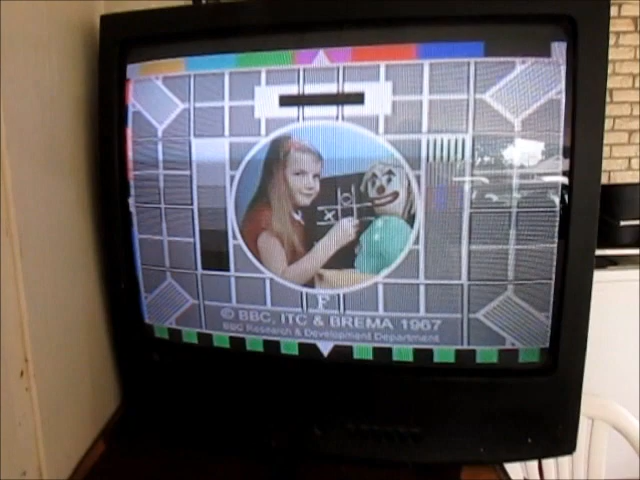 X
F
© BBC, ITC & BREMA 1967
BBC Research & Development Department